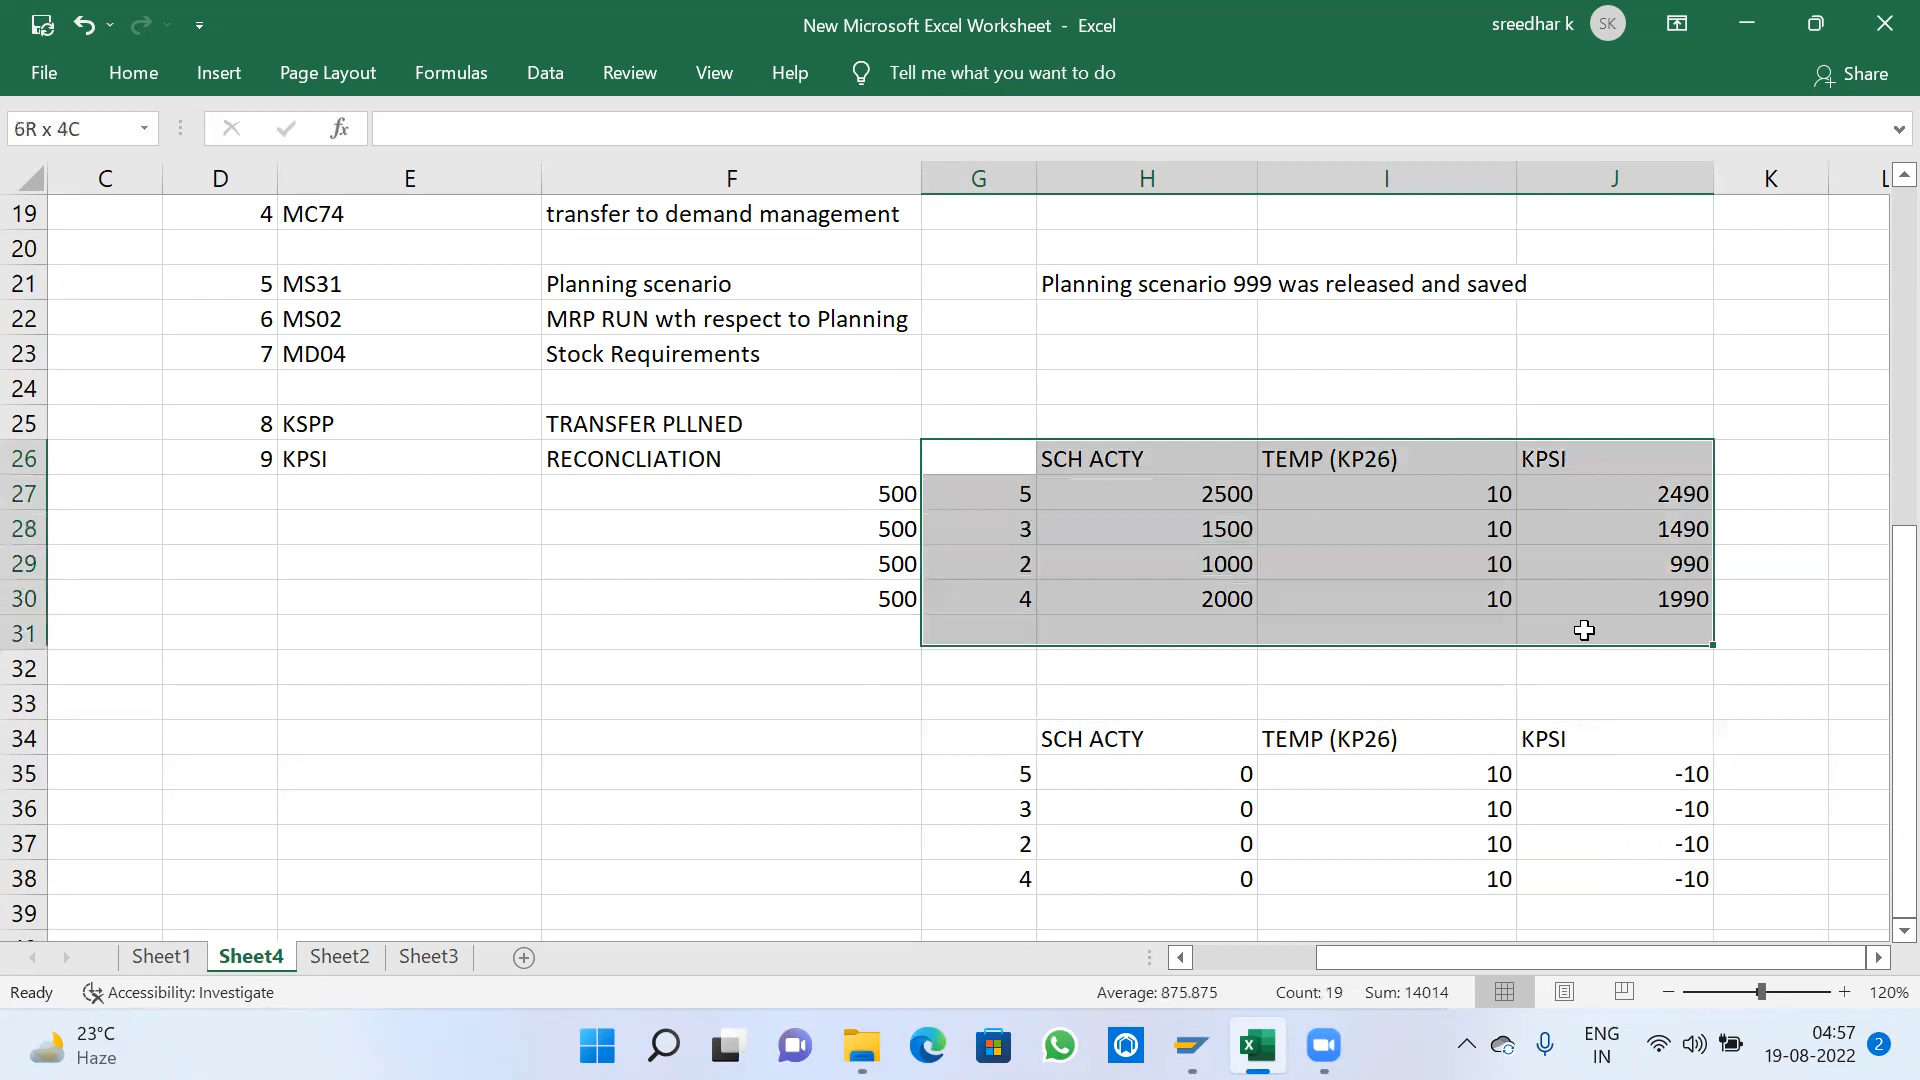 New Microsoft Excel Worksheet - Excel
sreedhar k SK
File Home Insert Page Layout Formulas Data Review View Help Tell me what you want to do Share
6R x 4C fx
C D E F G H I J K L
19 4 MC74 transfer to demand management
20
21 5 MS31 Planning scenario Planning scenario 999 was released and saved
22 6 MS02 MRP RUN wth respect to Planning
23 7 MD04 Stock Requirements
24
25 8 KSPP TRANSFER PLLNED
26 9 KPSI RECONCLIATION SCH ACTY TEMP (KP26) KPSI
27 500 5 2500 10 2490
28 500 3 1500 10 1490
29 500 2 1000 10 990
30 500 4 2000 10 1990
31
32
33
34 SCH ACTY TEMP (KP26) KPSI
35 5 0 10 -10
36 3 0 10 -10
37 2 0 10 -10
38 4 0 10 -10
39
Sheet1 Sheet4 Sheet2 Sheet3
Ready Accessibility: Investigate Average: 875.875 Count: 19 Sum: 14014 120%
23°C
Haze
ENG
IN
04:57
19-08-2022
2